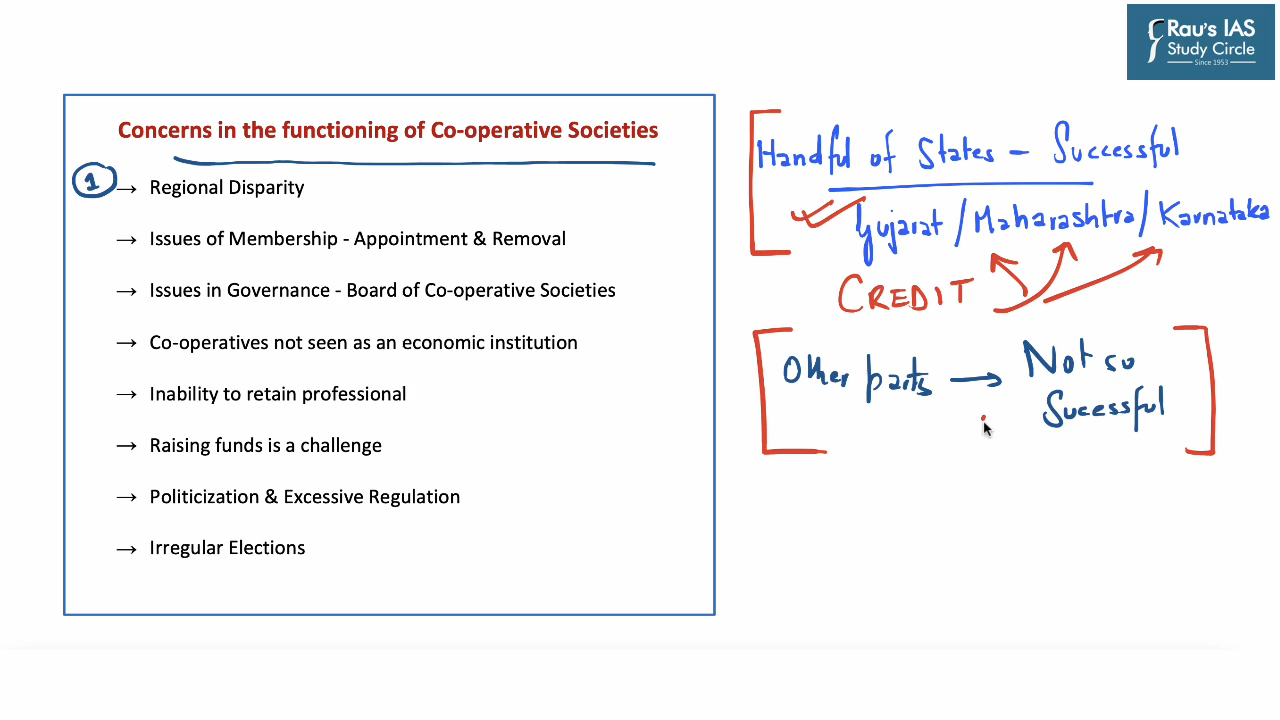 Rau's IAS
Study Circle
Since 1953
Concerns in the functioning of Co-operative Societies
1
→ Regional Disparity
→ Issues of Membership - Appointment & Removal
→ Issues in Governance - Board of Co-operative Societies
→ Co-operatives not seen as an economic institution
→ Inability to retain professional
→ Raising funds is a challenge
→ Politicization & Excessive Regulation
→ Irregular Elections
Handful of States - Successful
Gujarat / Maharashtra / Karnataka
CREDIT
Other parts → Not so
Sucessful